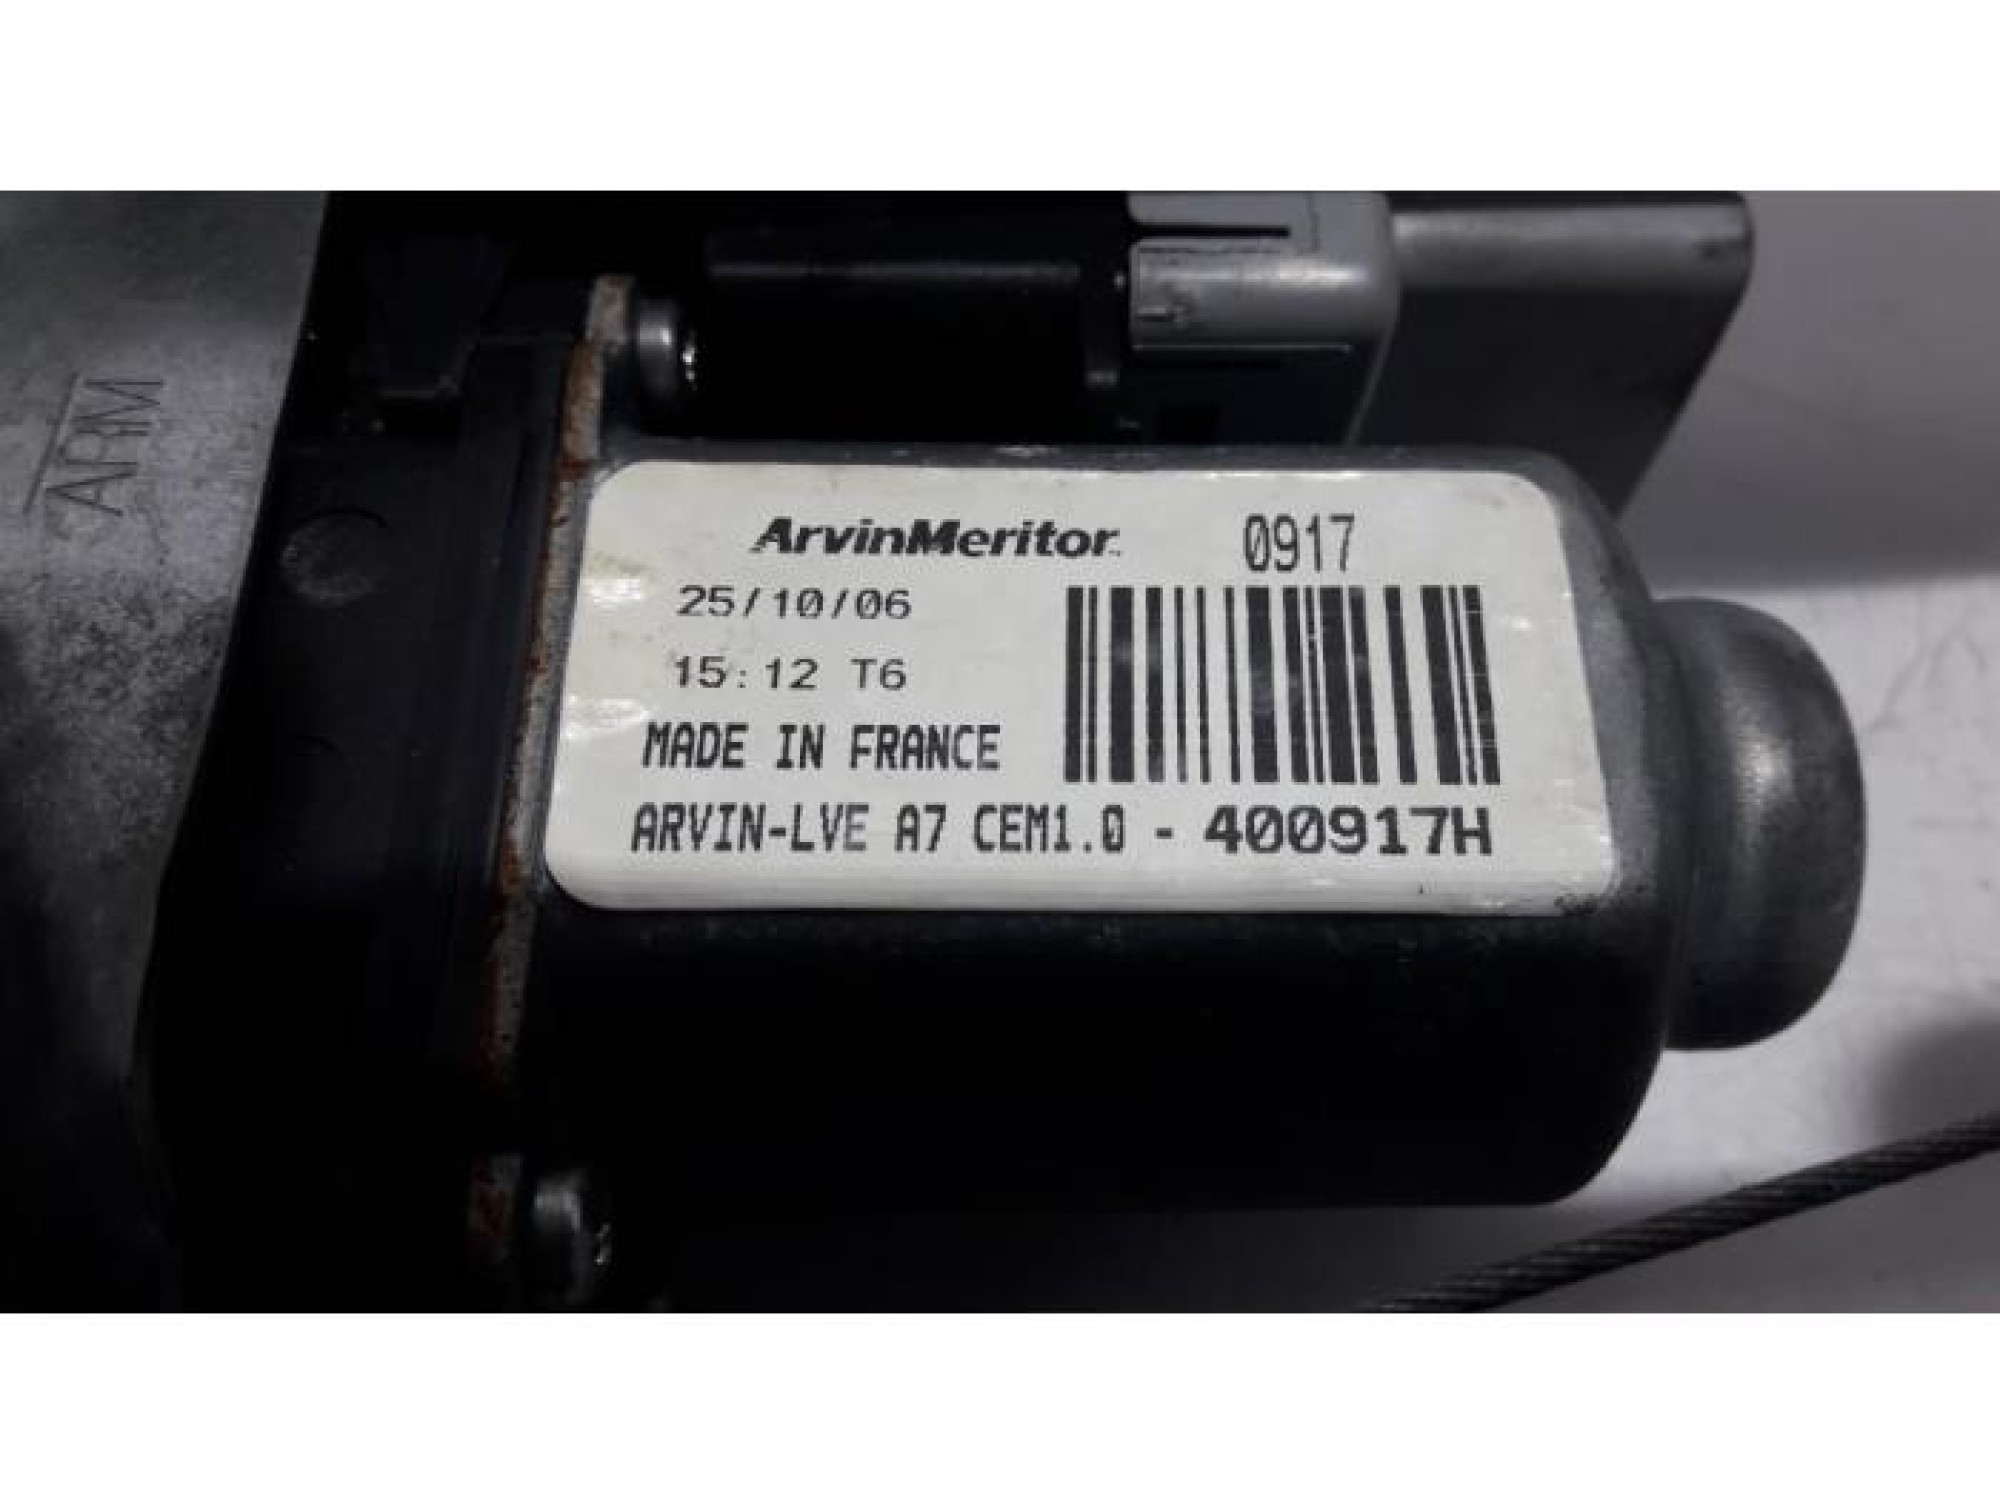 ARM
ArvinMeritor 0917
25/10/06
15:12 T6
MADE IN FRANCE
ARVIN-LVE A7 CEM1.0 - 400917H